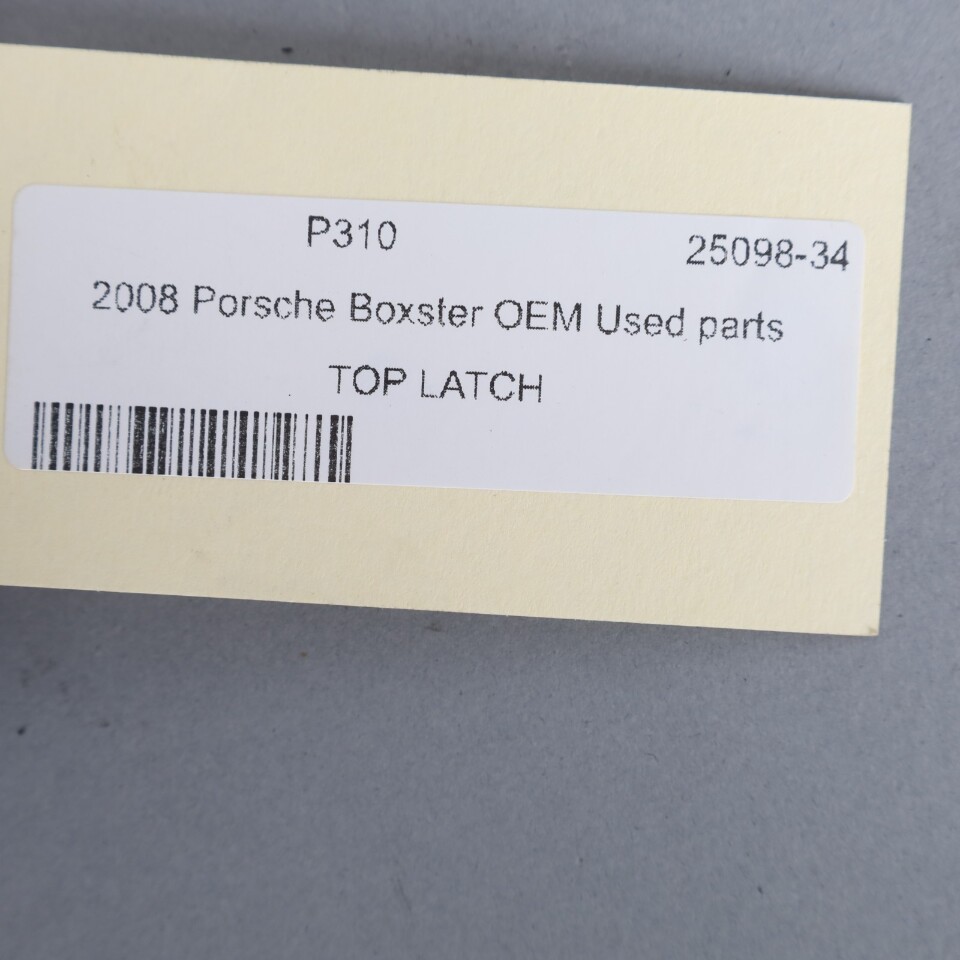 P310 25098-34
2008 Porsche Boxster OEM Used parts
TOP LATCH